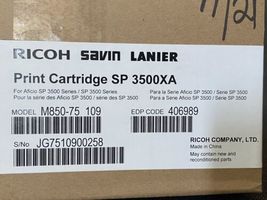 RICOH savin LANIER
Print Cartridge SP 3500XA
For Aficio SP 3500 Series / SP 3500 Series
Para la Serie Aficio SP 3500 / Serie SP 3500
Pour la série des Aficio SP 3500 / série des SP 3500
Para a Série Aficio SP 3500 / Série SP 3500
MODEL M850-75 109
EDP CODE 406989
S/No JG7510900258
RICOH COMPANY, LTD.
Made in China
May contain new and
reconditioned parts